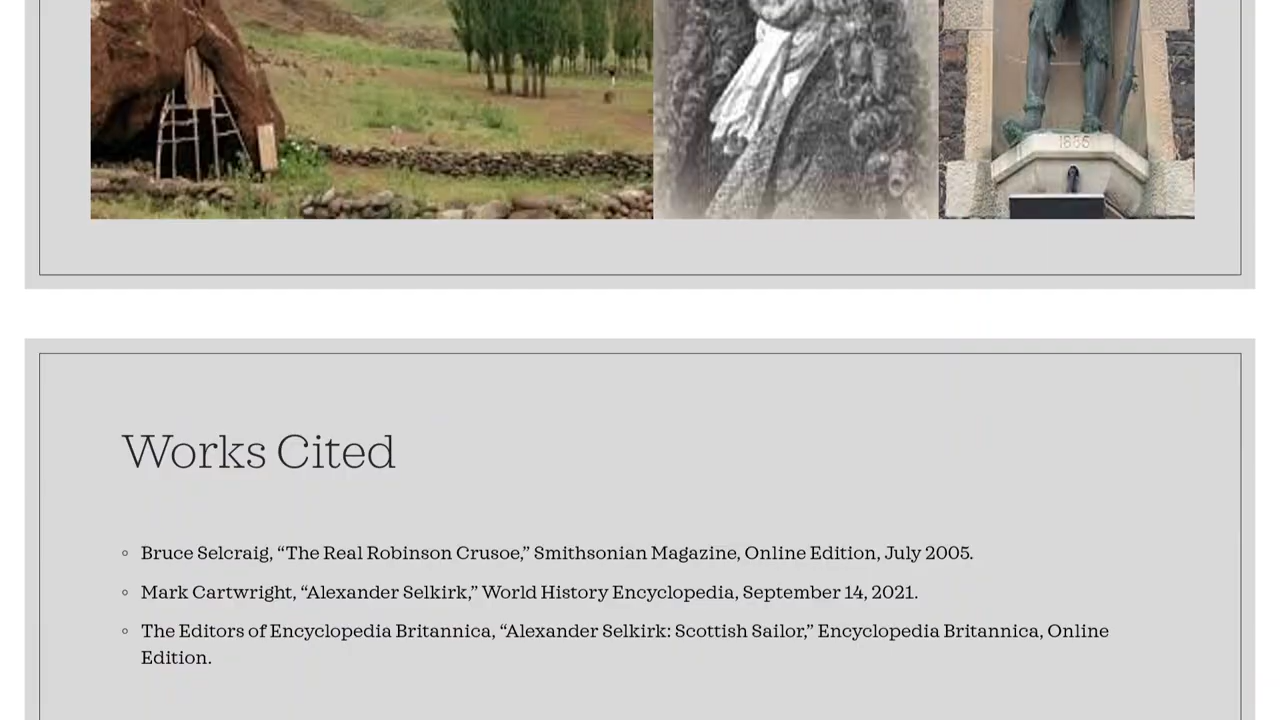 1885
Works Cited
◦ Bruce Selcraig, “The Real Robinson Crusoe,” Smithsonian Magazine, Online Edition, July 2005.
◦ Mark Cartwright, “Alexander Selkirk,” World History Encyclopedia, September 14, 2021.
◦ The Editors of Encyclopedia Britannica, “Alexander Selkirk: Scottish Sailor,” Encyclopedia Britannica, Online
Edition.